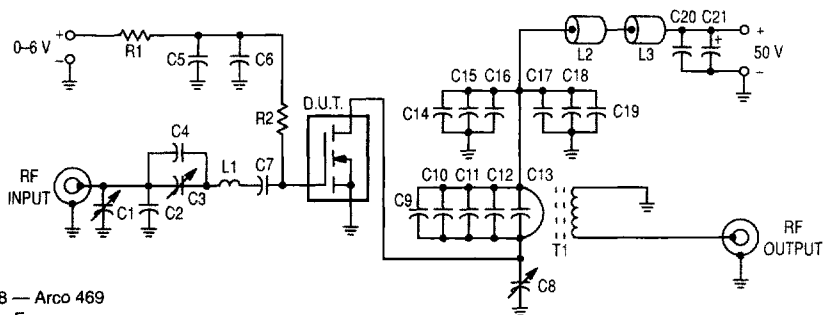 0–6 V
+
–
R1
C5
C6
R2
D.U.T.
RF
INPUT
C1
C2
C4
C3
L1
C7
C14
C15
C16
C17
C18
C19
L2
L3
C20
C21
+
+
50 V
–
C9
C10
C11
C12
C13
T1
C8
RF
OUTPUT
8 — Arco 469